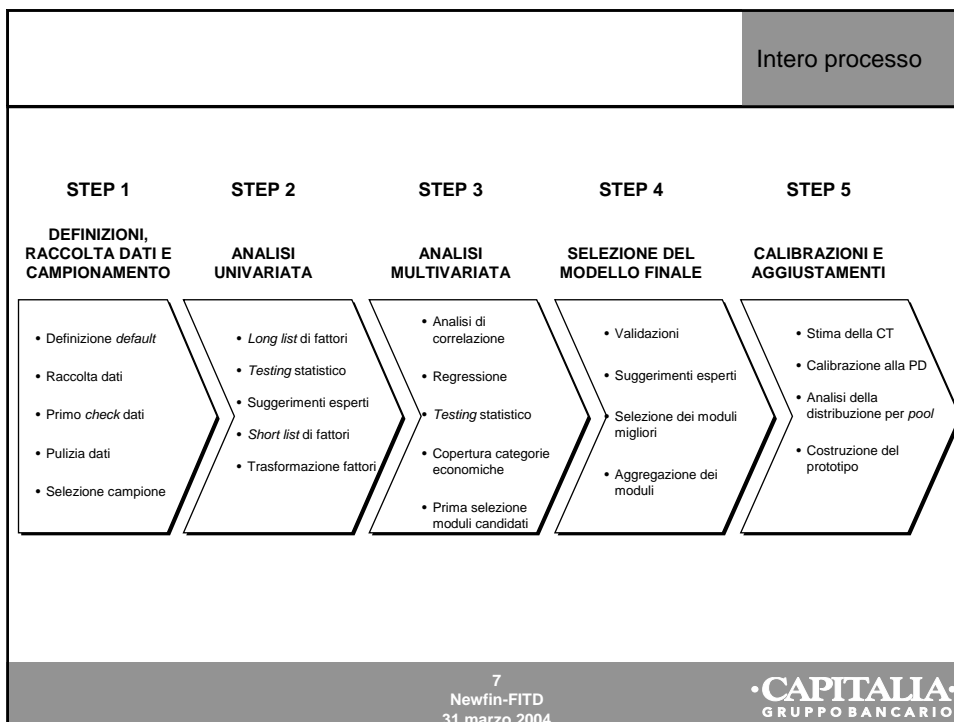 Intero processo
STEP 1
DEFINIZIONI,
RACCOLTA DATI E
CAMPIONAMENTO
• Definizione default
• Raccolta dati
• Primo check dati
• Pulizia dati
• Selezione campione
STEP 2
ANALISI
UNIVARIATA
• Long list di fattori
• Testing statistico
• Suggerimenti esperti
• Short list di fattori
• Trasformazione fattori
STEP 3
ANALISI
MULTIVARIATA
• Analisi di
correlazione
• Regressione
• Testing statistico
• Copertura categorie
economiche
• Prima selezione
moduli candidati
STEP 4
SELEZIONE DEL
MODELLO FINALE
• Validazioni
• Suggerimenti esperti
• Selezione dei moduli
migliori
• Aggregazione dei
moduli
STEP 5
CALIBRAZIONI E
AGGIUSTAMENTI
• Stima della CT
• Calibrazione alla PD
• Analisi della
distribuzione per pool
• Costruzione del
prototipo
7
Newfin-FITD
31 marzo 2004
·CAPITALIA·
GRUPPO BANCARIO